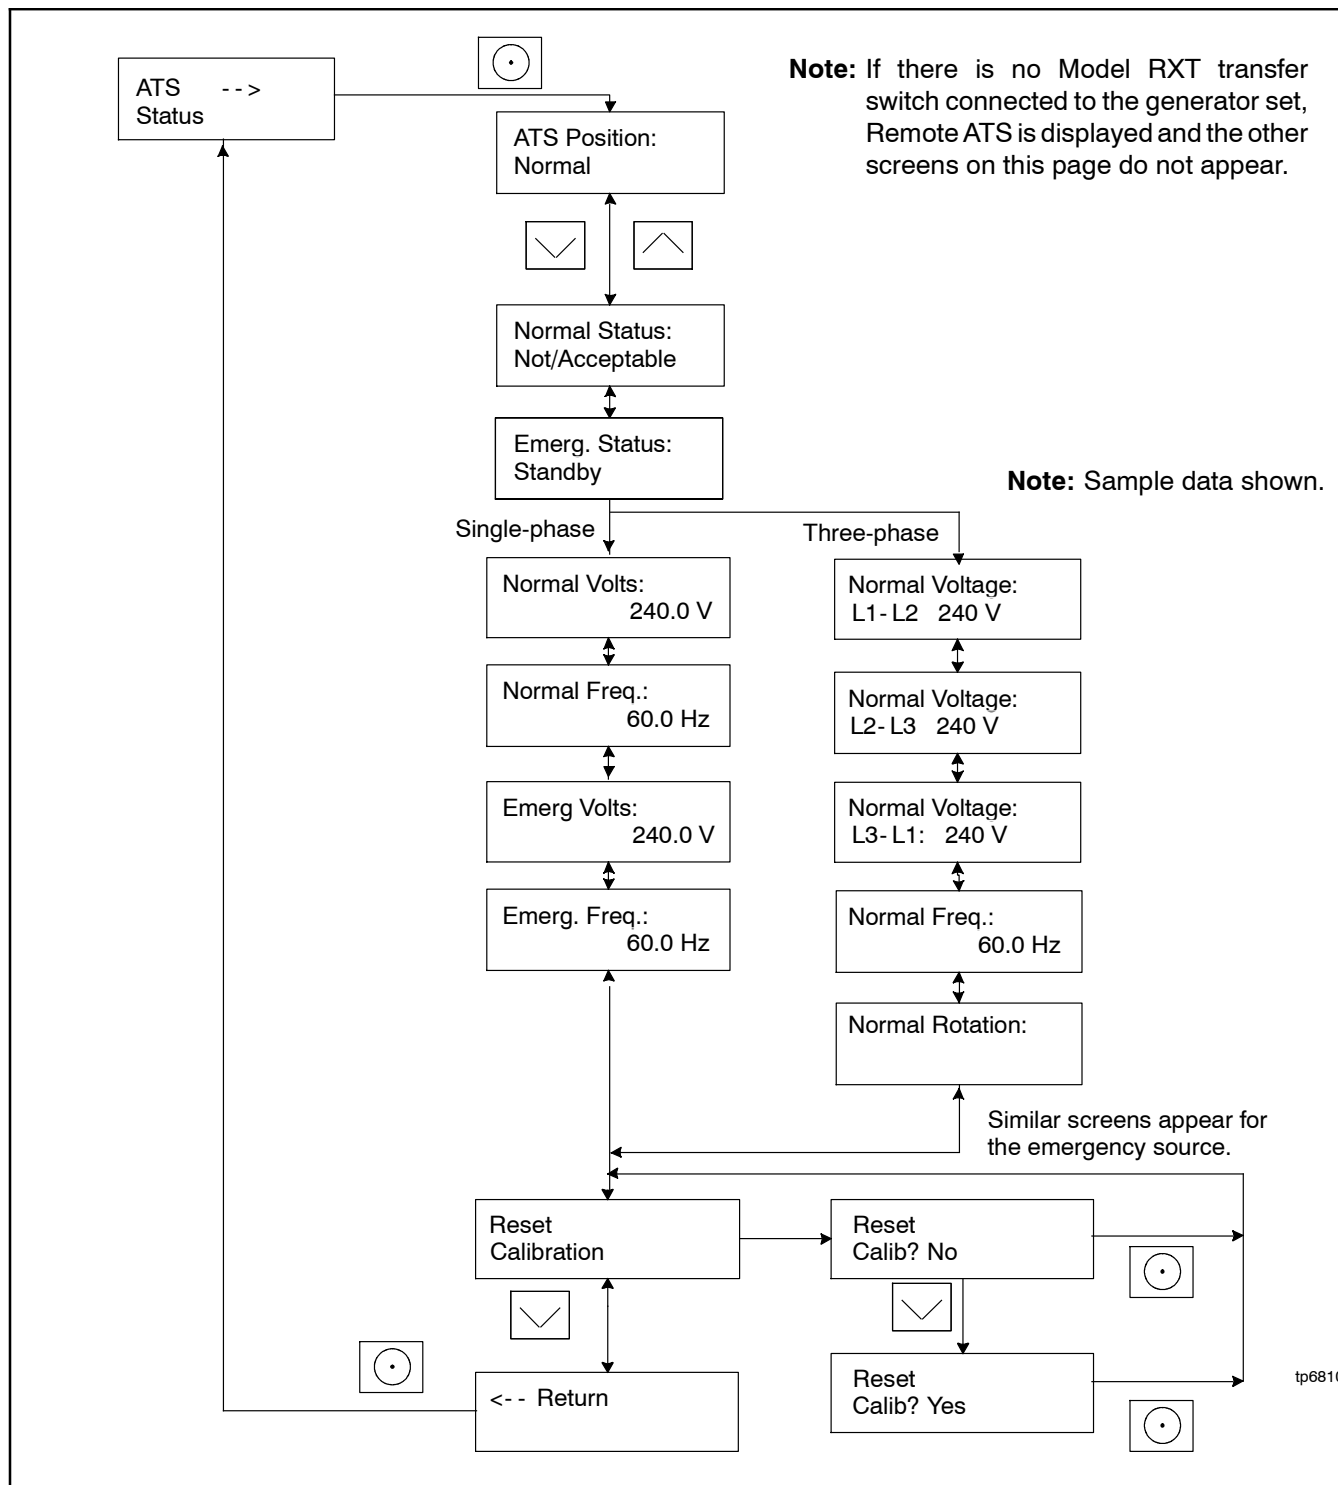 ATS - - >
Status
Note: If there is no Model RXT transfer
switch connected to the generator set,
Remote ATS is displayed and the other
screens on this page do not appear.
ATS Position:
Normal
Normal Status:
Not/Acceptable
Emerg. Status:
Standby
Note: Sample data shown.
Single-phase
Three-phase
Normal Volts:
240.0 V
Normal Freq.:
60.0 Hz
Emerg Volts:
240.0 V
Emerg. Freq.:
60.0 Hz
Normal Voltage:
L1- L2 240 V
Normal Voltage:
L2- L3 240 V
Normal Voltage:
L3- L1: 240 V
Normal Freq.:
60.0 Hz
Normal Rotation:
Similar screens appear for
the emergency source.
Reset
Calibration
Reset
Calib? No
Reset
Calib? Yes
<- - Return
tp6810